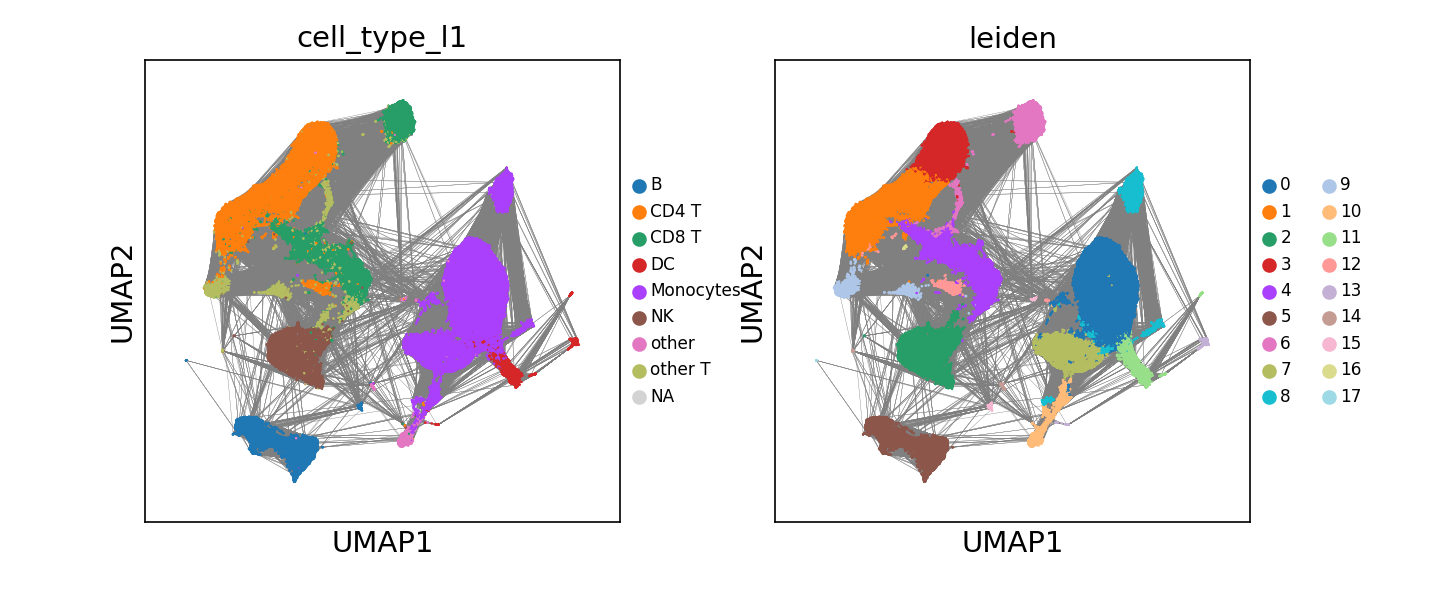 cell_type_l1
UMAP2
UMAP1
B
CD4 T
CD8 T
DC
Monocytes
NK
other
other T
NA
leiden
UMAP2
UMAP1
0
1
2
3
4
5
6
7
8
9
10
11
12
13
14
15
16
17